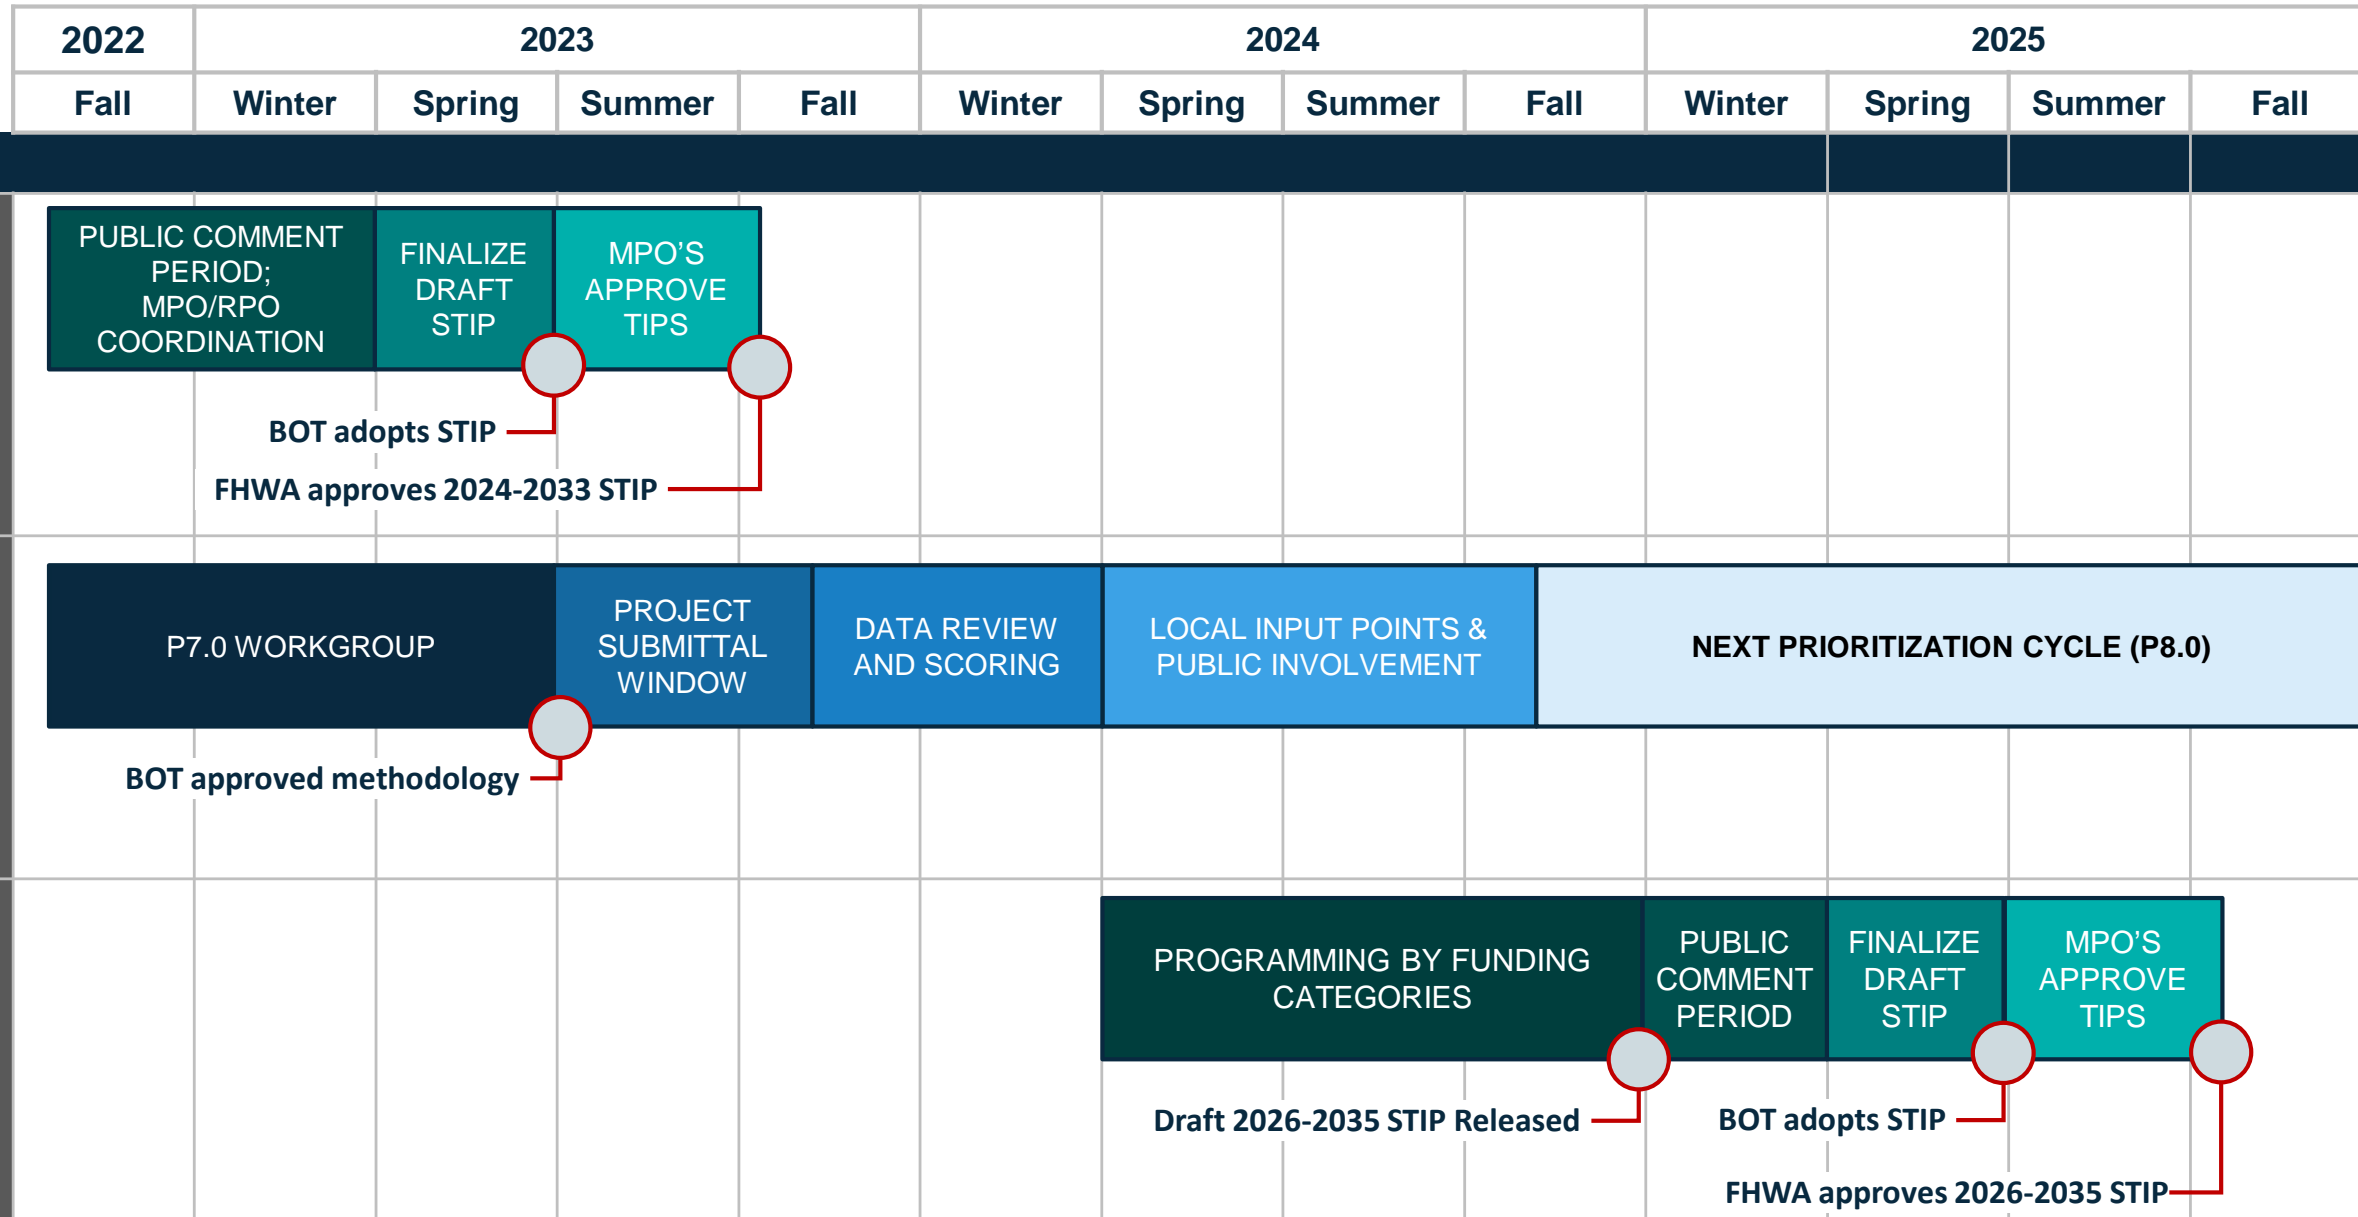 2022 2023 2024 2025
Fall Winter Spring Summer Fall Winter Spring Summer Fall Winter Spring Summer Fall
PUBLIC COMMENT
PERIOD;
MPO/RPO
COORDINATION
FINALIZE
DRAFT
STIP
MPO’S
APPROVE
TIPS
BOT adopts STIP
FHWA approves 2024-2033 STIP
P7.0 WORKGROUP
PROJECT
SUBMITTAL
WINDOW
DATA REVIEW
AND SCORING
LOCAL INPUT POINTS &
PUBLIC INVOLVEMENT
NEXT PRIORITIZATION CYCLE (P8.0)
BOT approved methodology
PROGRAMMING BY FUNDING
CATEGORIES
PUBLIC
COMMENT
PERIOD
FINALIZE
DRAFT
STIP
MPO’S
APPROVE
TIPS
Draft 2026-2035 STIP Released
BOT adopts STIP
FHWA approves 2026-2035 STIP